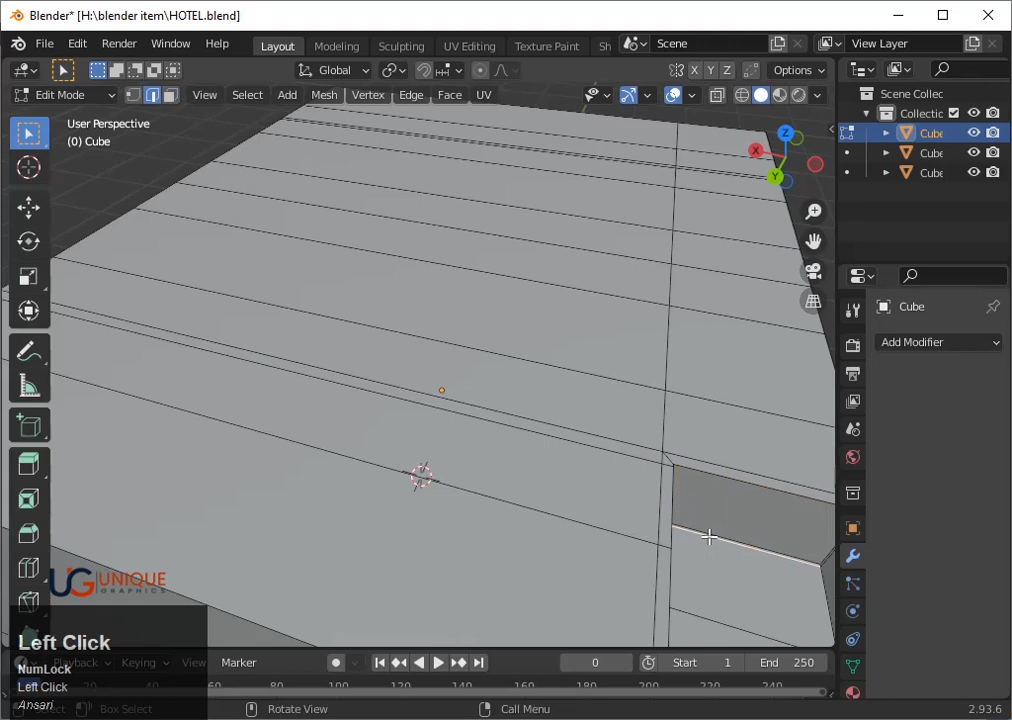 Blender* [H:\blender item\HOTEL.blend]
File Edit Render Window Help Layout Modeling Sculpting UV Editing Texture Paint Sh Scene View Layer
Global X Y Z Options
Edit Mode View Select Add Mesh Vertex Edge Face UV
Scene Collec
Collectic
Cube
Cube
Cube
User Perspective
(0) Cube
Z
X
Y
Cube
Add Modifier
UNIQUE
GRAPHICS
Left Click
NumLock
Left Click
Ansari
Playback Keying View Marker 0 Start 1 End 250
20 40 60 80 100 120 140 160 180 200 220 240
Select Box Select Rotate View Call Menu 2.93.6